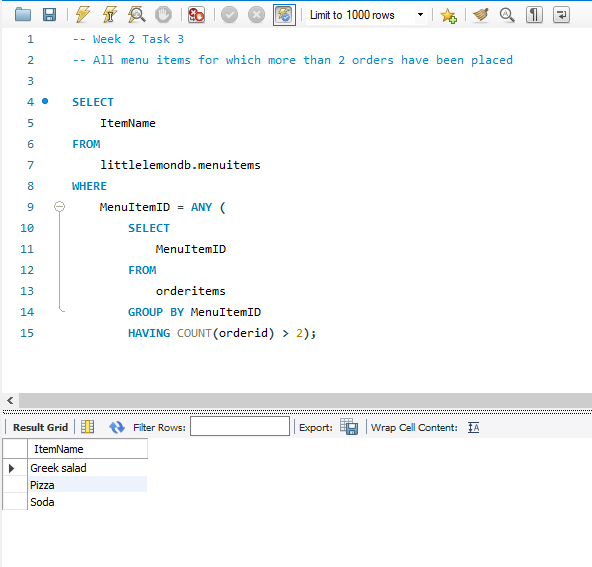 Limit to 1000 rows
1 -- Week 2 Task 3
2 -- All menu items for which more than 2 orders have been placed
3
4 SELECT
5 ItemName
6 FROM
7 littlelemondb.menuitems
8 WHERE
9 MenuItemID = ANY (
10 SELECT
11 MenuItemID
12 FROM
13 orderitems
14 GROUP BY MenuItemID
15 HAVING COUNT(orderid) > 2);
Result Grid Filter Rows: Export: Wrap Cell Content: IA
ItemName
Greek salad
Pizza
Soda